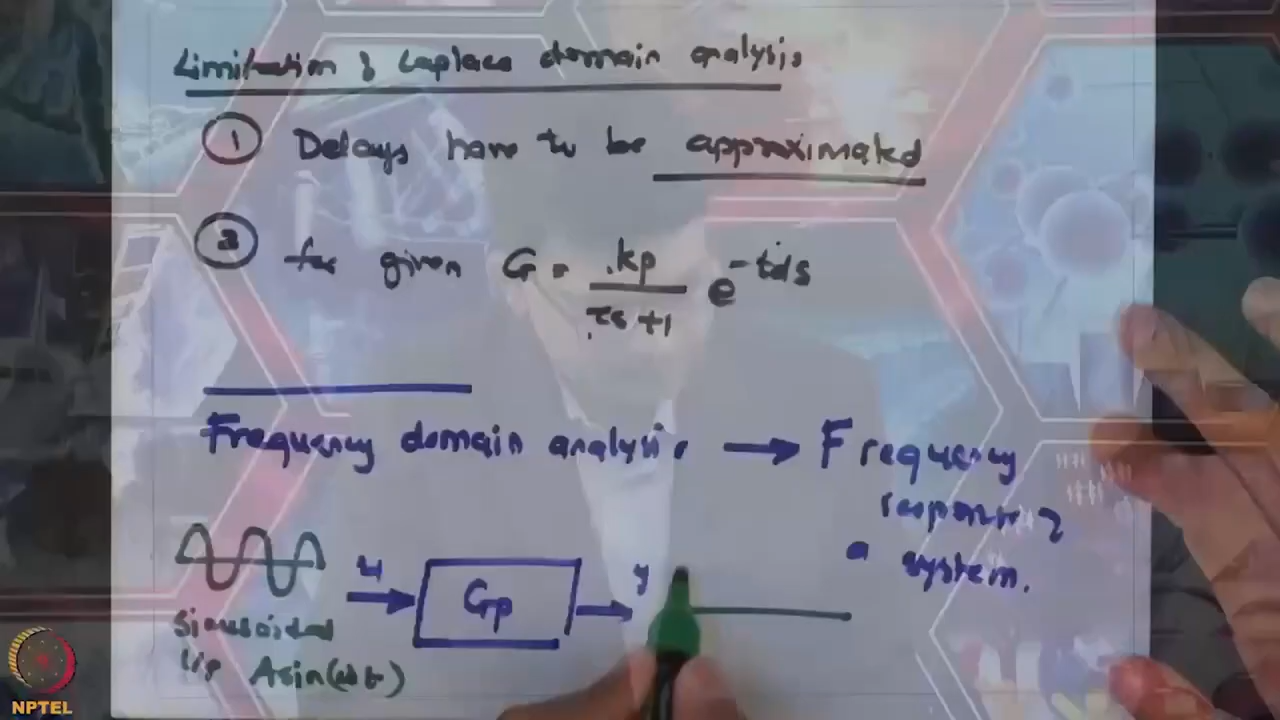 Limitation of Laplace domain analysis
① Delays have to be approximated
② for given G = kp / τs + 1 e^-tds
Frequency domain analysis → Frequency
response of
a system.
u Gp y
Sinusoidal
i/p A sin(ωt)
NPTEL